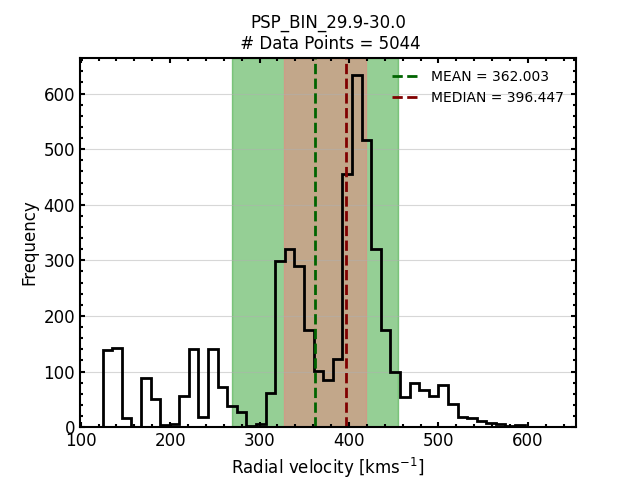 PSP_BIN_29.9-30.0
# Data Points = 5044
MEAN = 362.003
MEDIAN = 396.447
Frequency
600
500
400
300
200
100
0
100 200 300 400 500 600
Radial velocity [kms⁻¹]